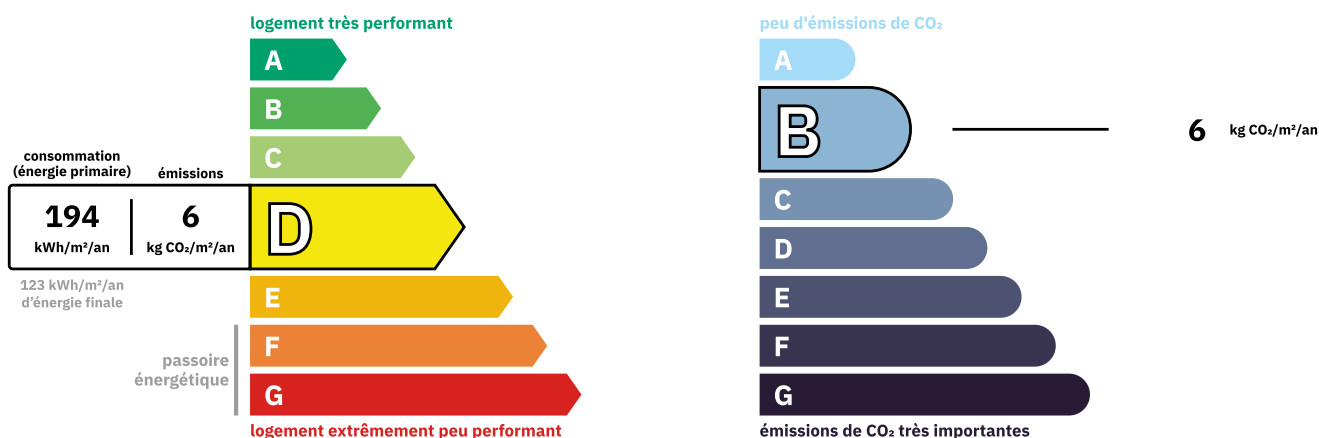 logement très performant
A
B
C
consommation
(énergie primaire)
émissions
194
kWh/m²/an
6
kg CO₂/m²/an
D
123 kWh/m²/an
d'énergie finale
E
passoire
énergétique
F
G
logement extrêmement peu performant
peu d'émissions de CO₂
A
B
6 kg CO₂/m²/an
C
D
E
F
G
émissions de CO₂ très importantes